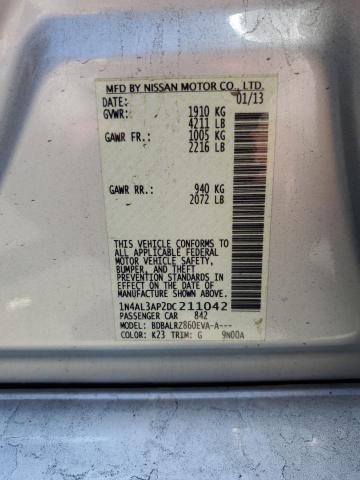 MFD BY NISSAN MOTOR CO., LTD.
DATE: 01/13
GVWR: 1910 KG
4211 LB
GAWR FR.: 1005 KG
2216 LB
GAWR RR.: 940 KG
2072 LB
THIS VEHICLE CONFORMS TO
ALL APPLICABLE FEDERAL
MOTOR VEHICLE SAFETY,
BUMPER, AND THEFT
PREVENTION STANDARDS IN
EFFECT ON THE DATE OF
MANUFACTURE SHOWN ABOVE.
1N4AL3AP2DC211042
PASSENGER CAR 842
MODEL: BDBALRZ860EVA-A---
COLOR: K23 TRIM: G 9N00A